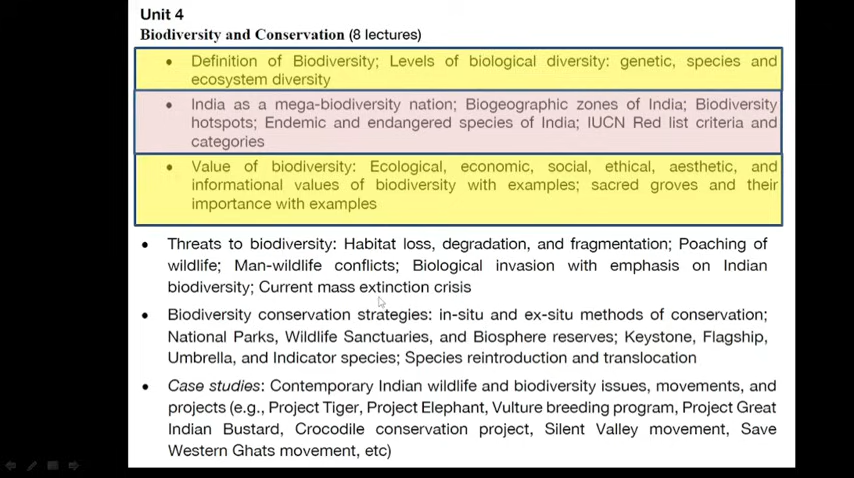 Unit 4
Biodiversity and Conservation (8 lectures)
• Definition of Biodiversity; Levels of biological diversity: genetic, species and
ecosystem diversity
• India as a mega-biodiversity nation; Biogeographic zones of India; Biodiversity
hotspots; Endemic and endangered species of India; IUCN Red list criteria and
categories
• Value of biodiversity: Ecological, economic, social, ethical, aesthetic, and
informational values of biodiversity with examples; sacred groves and their
importance with examples
• Threats to biodiversity: Habitat loss, degradation, and fragmentation; Poaching of
wildlife; Man-wildlife conflicts; Biological invasion with emphasis on Indian
biodiversity; Current mass extinction crisis
• Biodiversity conservation strategies: in-situ and ex-situ methods of conservation;
National Parks, Wildlife Sanctuaries, and Biosphere reserves; Keystone, Flagship,
Umbrella, and Indicator species; Species reintroduction and translocation
• Case studies: Contemporary Indian wildlife and biodiversity issues, movements, and
projects (e.g., Project Tiger, Project Elephant, Vulture breeding program, Project Great
Indian Bustard, Crocodile conservation project, Silent Valley movement, Save
Western Ghats movement, etc)